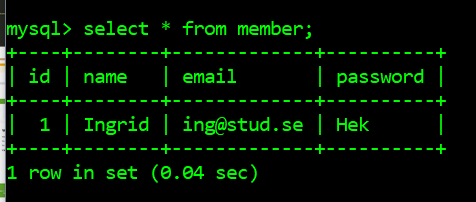 mysql> select * from member;
+----+--------+-------------+----------+
| id | name   | email       | password |
+----+--------+-------------+----------+
|  1 | Ingrid | ing@stud.se | Hek      |
+----+--------+-------------+----------+
1 row in set (0.04 sec)